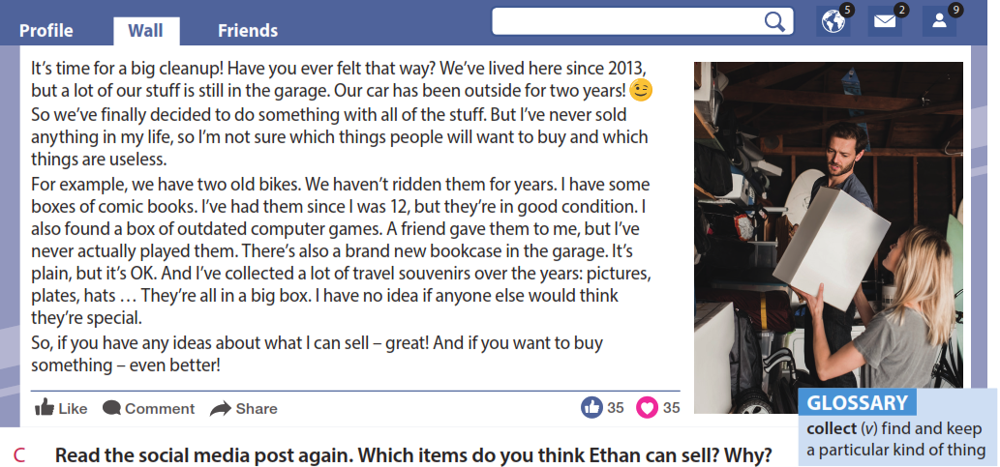 Profile
Wall
Friends
5
2
9
It's time for a big cleanup! Have you ever felt that way? We've lived here since 2013,
but a lot of our stuff is still in the garage. Our car has been outside for two years! 😉
So we've finally decided to do something with all of the stuff. But I've never sold
anything in my life, so I'm not sure which things people will want to buy and which
things are useless.
For example, we have two old bikes. We haven't ridden them for years. I have some
boxes of comic books. I've had them since I was 12, but they're in good condition. I
also found a box of outdated computer games. A friend gave them to me, but I've
never actually played them. There's also a brand new bookcase in the garage. It's
plain, but it's OK. And I've collected a lot of travel souvenirs over the years: pictures,
plates, hats … They're all in a big box. I have no idea if anyone else would think
they're special.
So, if you have any ideas about what I can sell – great! And if you want to buy
something – even better!
Like
Comment
Share
35
35
GLOSSARY
collect (v) find and keep
a particular kind of thing
C Read the social media post again. Which items do you think Ethan can sell? Why?